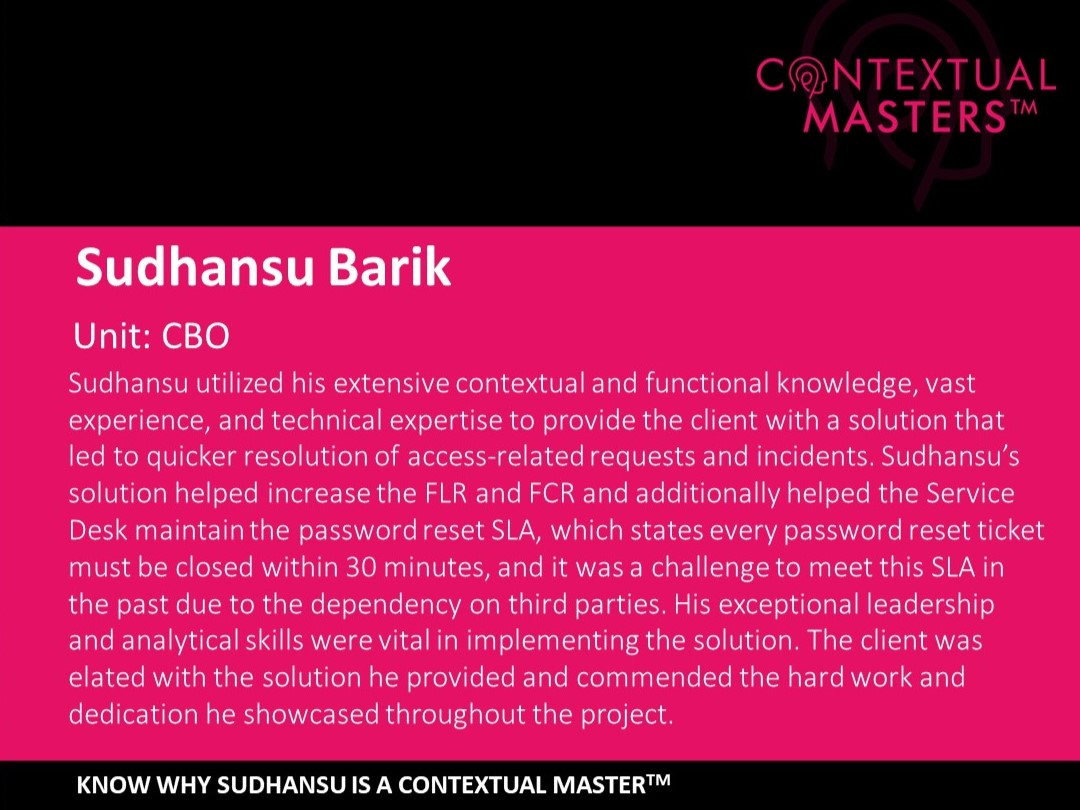 CONTEXTUAL
MASTERS™
Sudhansu Barik
Unit: CBO
Sudhansu utilized his extensive contextual and functional knowledge, vast
experience, and technical expertise to provide the client with a solution that
led to quicker resolution of access-related requests and incidents. Sudhansu’s
solution helped increase the FLR and FCR and additionally helped the Service
Desk maintain the password reset SLA, which states every password reset ticket
must be closed within 30 minutes, and it was a challenge to meet this SLA in
the past due to the dependency on third parties. His exceptional leadership
and analytical skills were vital in implementing the solution. The client was
elated with the solution he provided and commended the hard work and
dedication he showcased throughout the project.
KNOW WHY SUDHANSU IS A CONTEXTUAL MASTER™